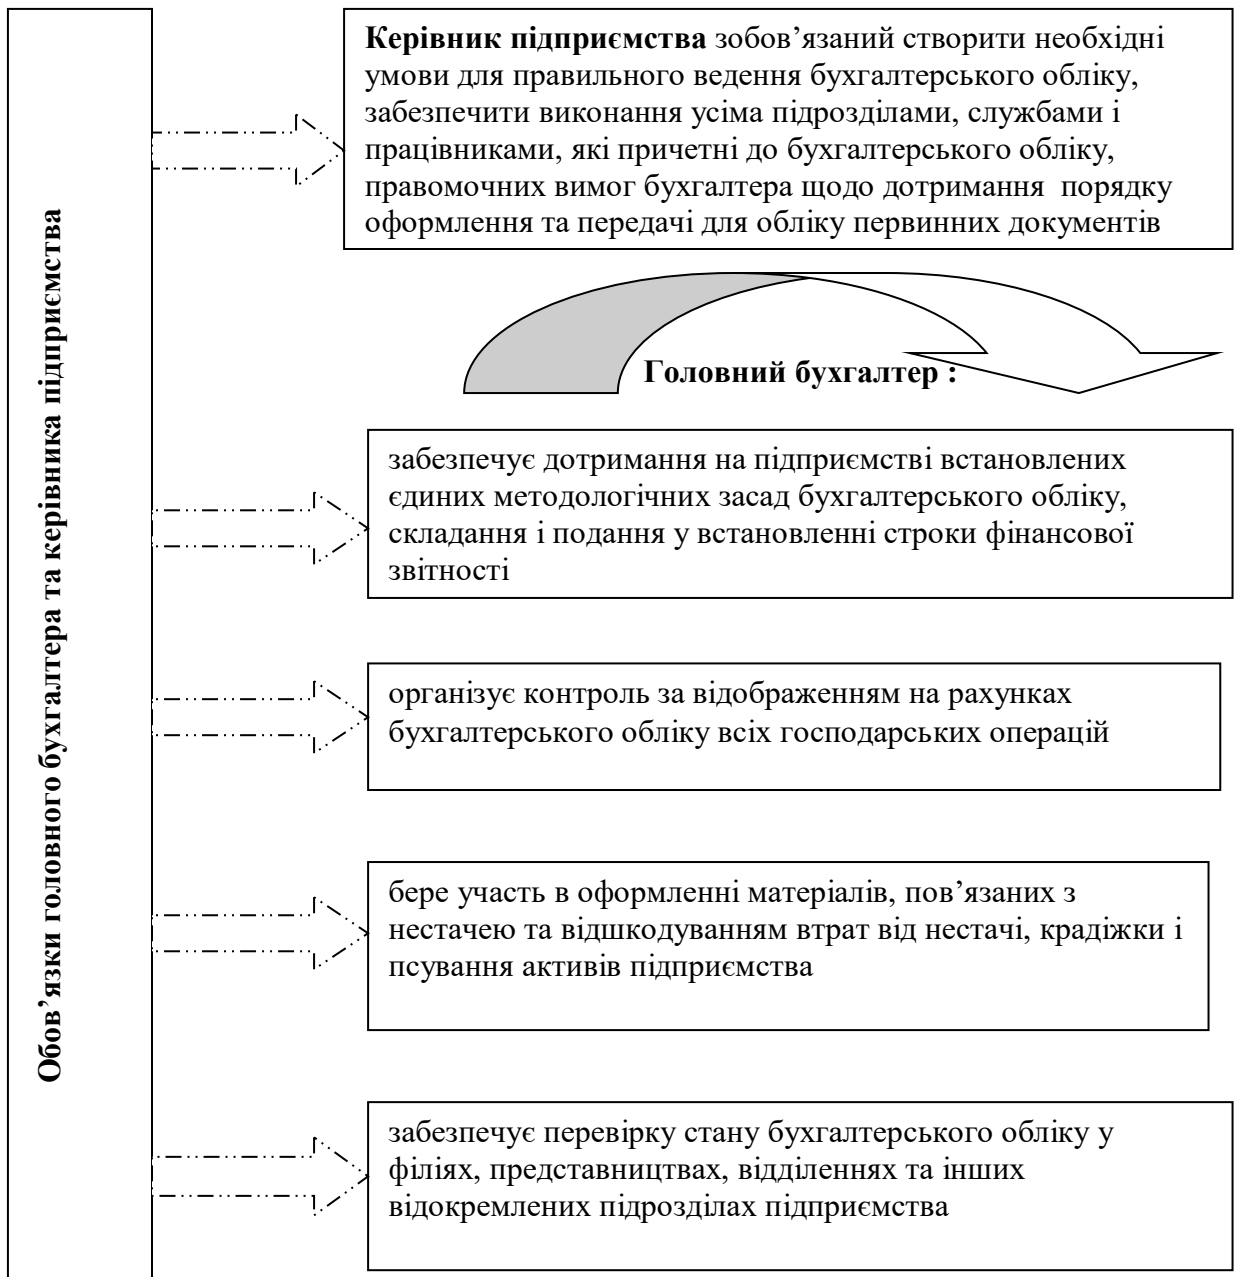 Обов’язки головного бухгалтера та керівника підприємства
Керівник підприємства зобов’язаний створити необхідні
умови для правильного ведення бухгалтерського обліку,
забезпечити виконання усіма підрозділами, службами і
працівниками, які причетні до бухгалтерського обліку,
правомочних вимог бухгалтера щодо дотримання порядку
оформлення та передачі для обліку первинних документів
Головний бухгалтер :
забезпечує дотримання на підприємстві встановлених
єдиних методологічних засад бухгалтерського обліку,
складання і подання у встановленні строки фінансової
звітності
організує контроль за відображенням на рахунках
бухгалтерського обліку всіх господарських операцій
бере участь в оформленні матеріалів, пов’язаних з
нестачею та відшкодуванням втрат від нестачі, крадіжки і
псування активів підприємства
забезпечує перевірку стану бухгалтерського обліку у
філіях, представництвах, відділеннях та інших
відокремлених підрозділах підприємства